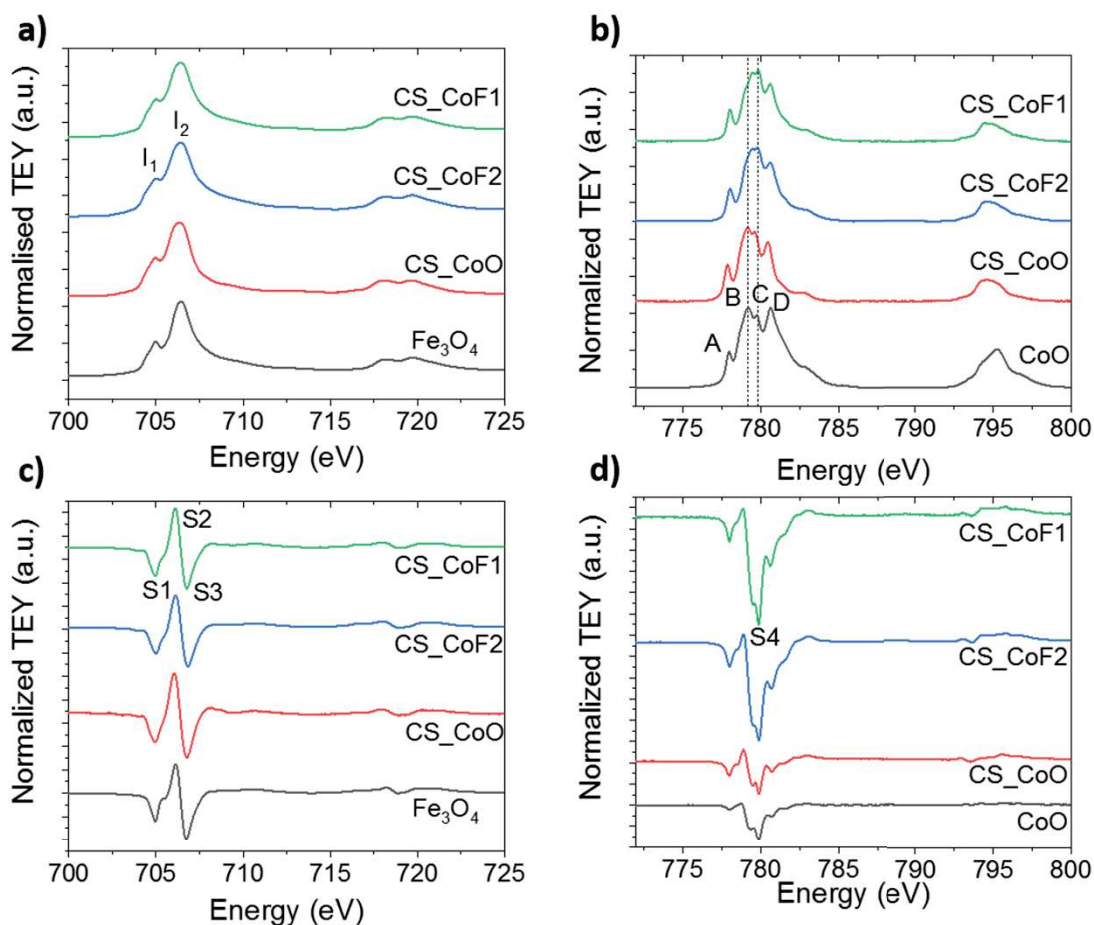 a)
Normalised TEY (a.u.)
CS_CoF1
I₂
I₁
CS_CoF2
CS_CoO
Fe₃O₄
700 705 710 715 720 725
Energy (eV)
b)
Normalized TEY (a.u.)
CS_CoF1
CS_CoF2
CS_CoO
B C D
A
CoO
775 780 785 790 795 800
Energy (eV)
c)
Normalized TEY (a.u.)
S2
CS_CoF1
S1 S3
CS_CoF2
CS_CoO
Fe₃O₄
700 705 710 715 720 725
Energy (eV)
d)
Normalized TEY (a.u.)
CS_CoF1
S4
CS_CoF2
CS_CoO
CoO
775 780 785 790 795 800
Energy (eV)